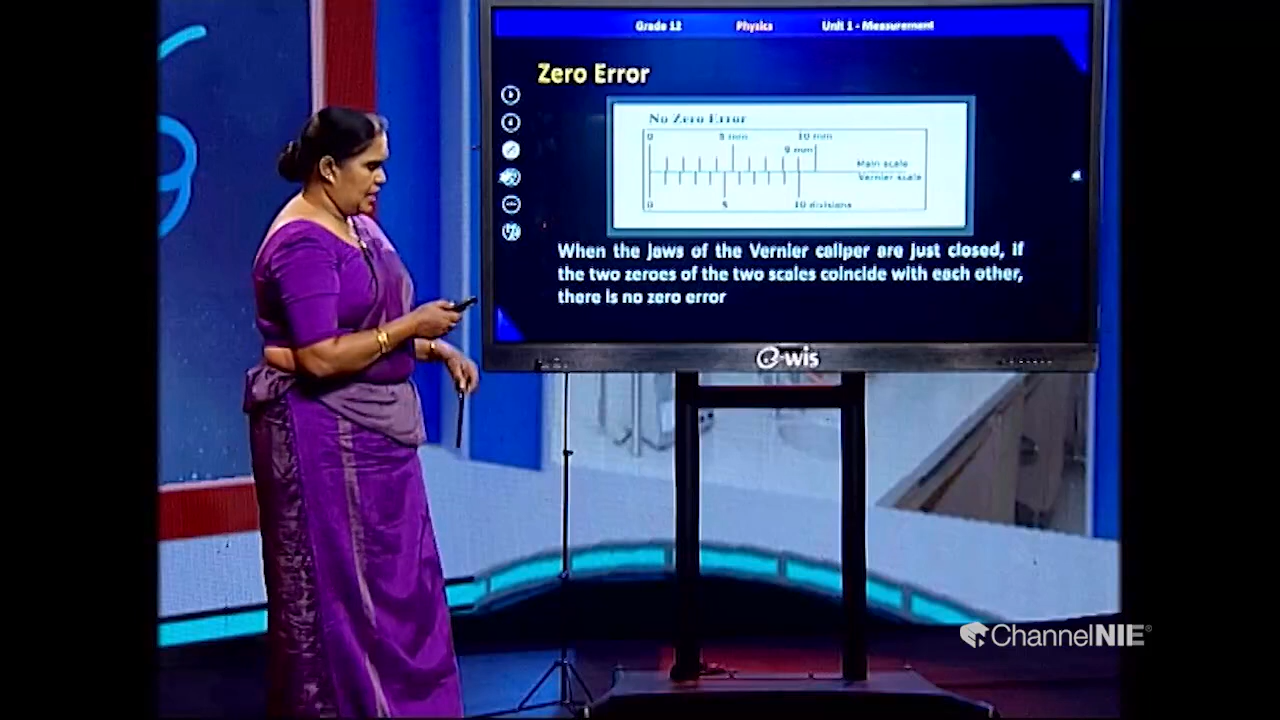 Grade 12 Physics Unit 1 - Measurement
Zero Error
No Zero Error
0 5 mm 10 mm
9 mm
Main scale
Vernier scale
0 5 10 divisions
When the jaws of the Vernier caliper are just closed, if
the two zeroes of the two scales coincide with each other,
there is no zero error
e-wis
ChannelNIE®